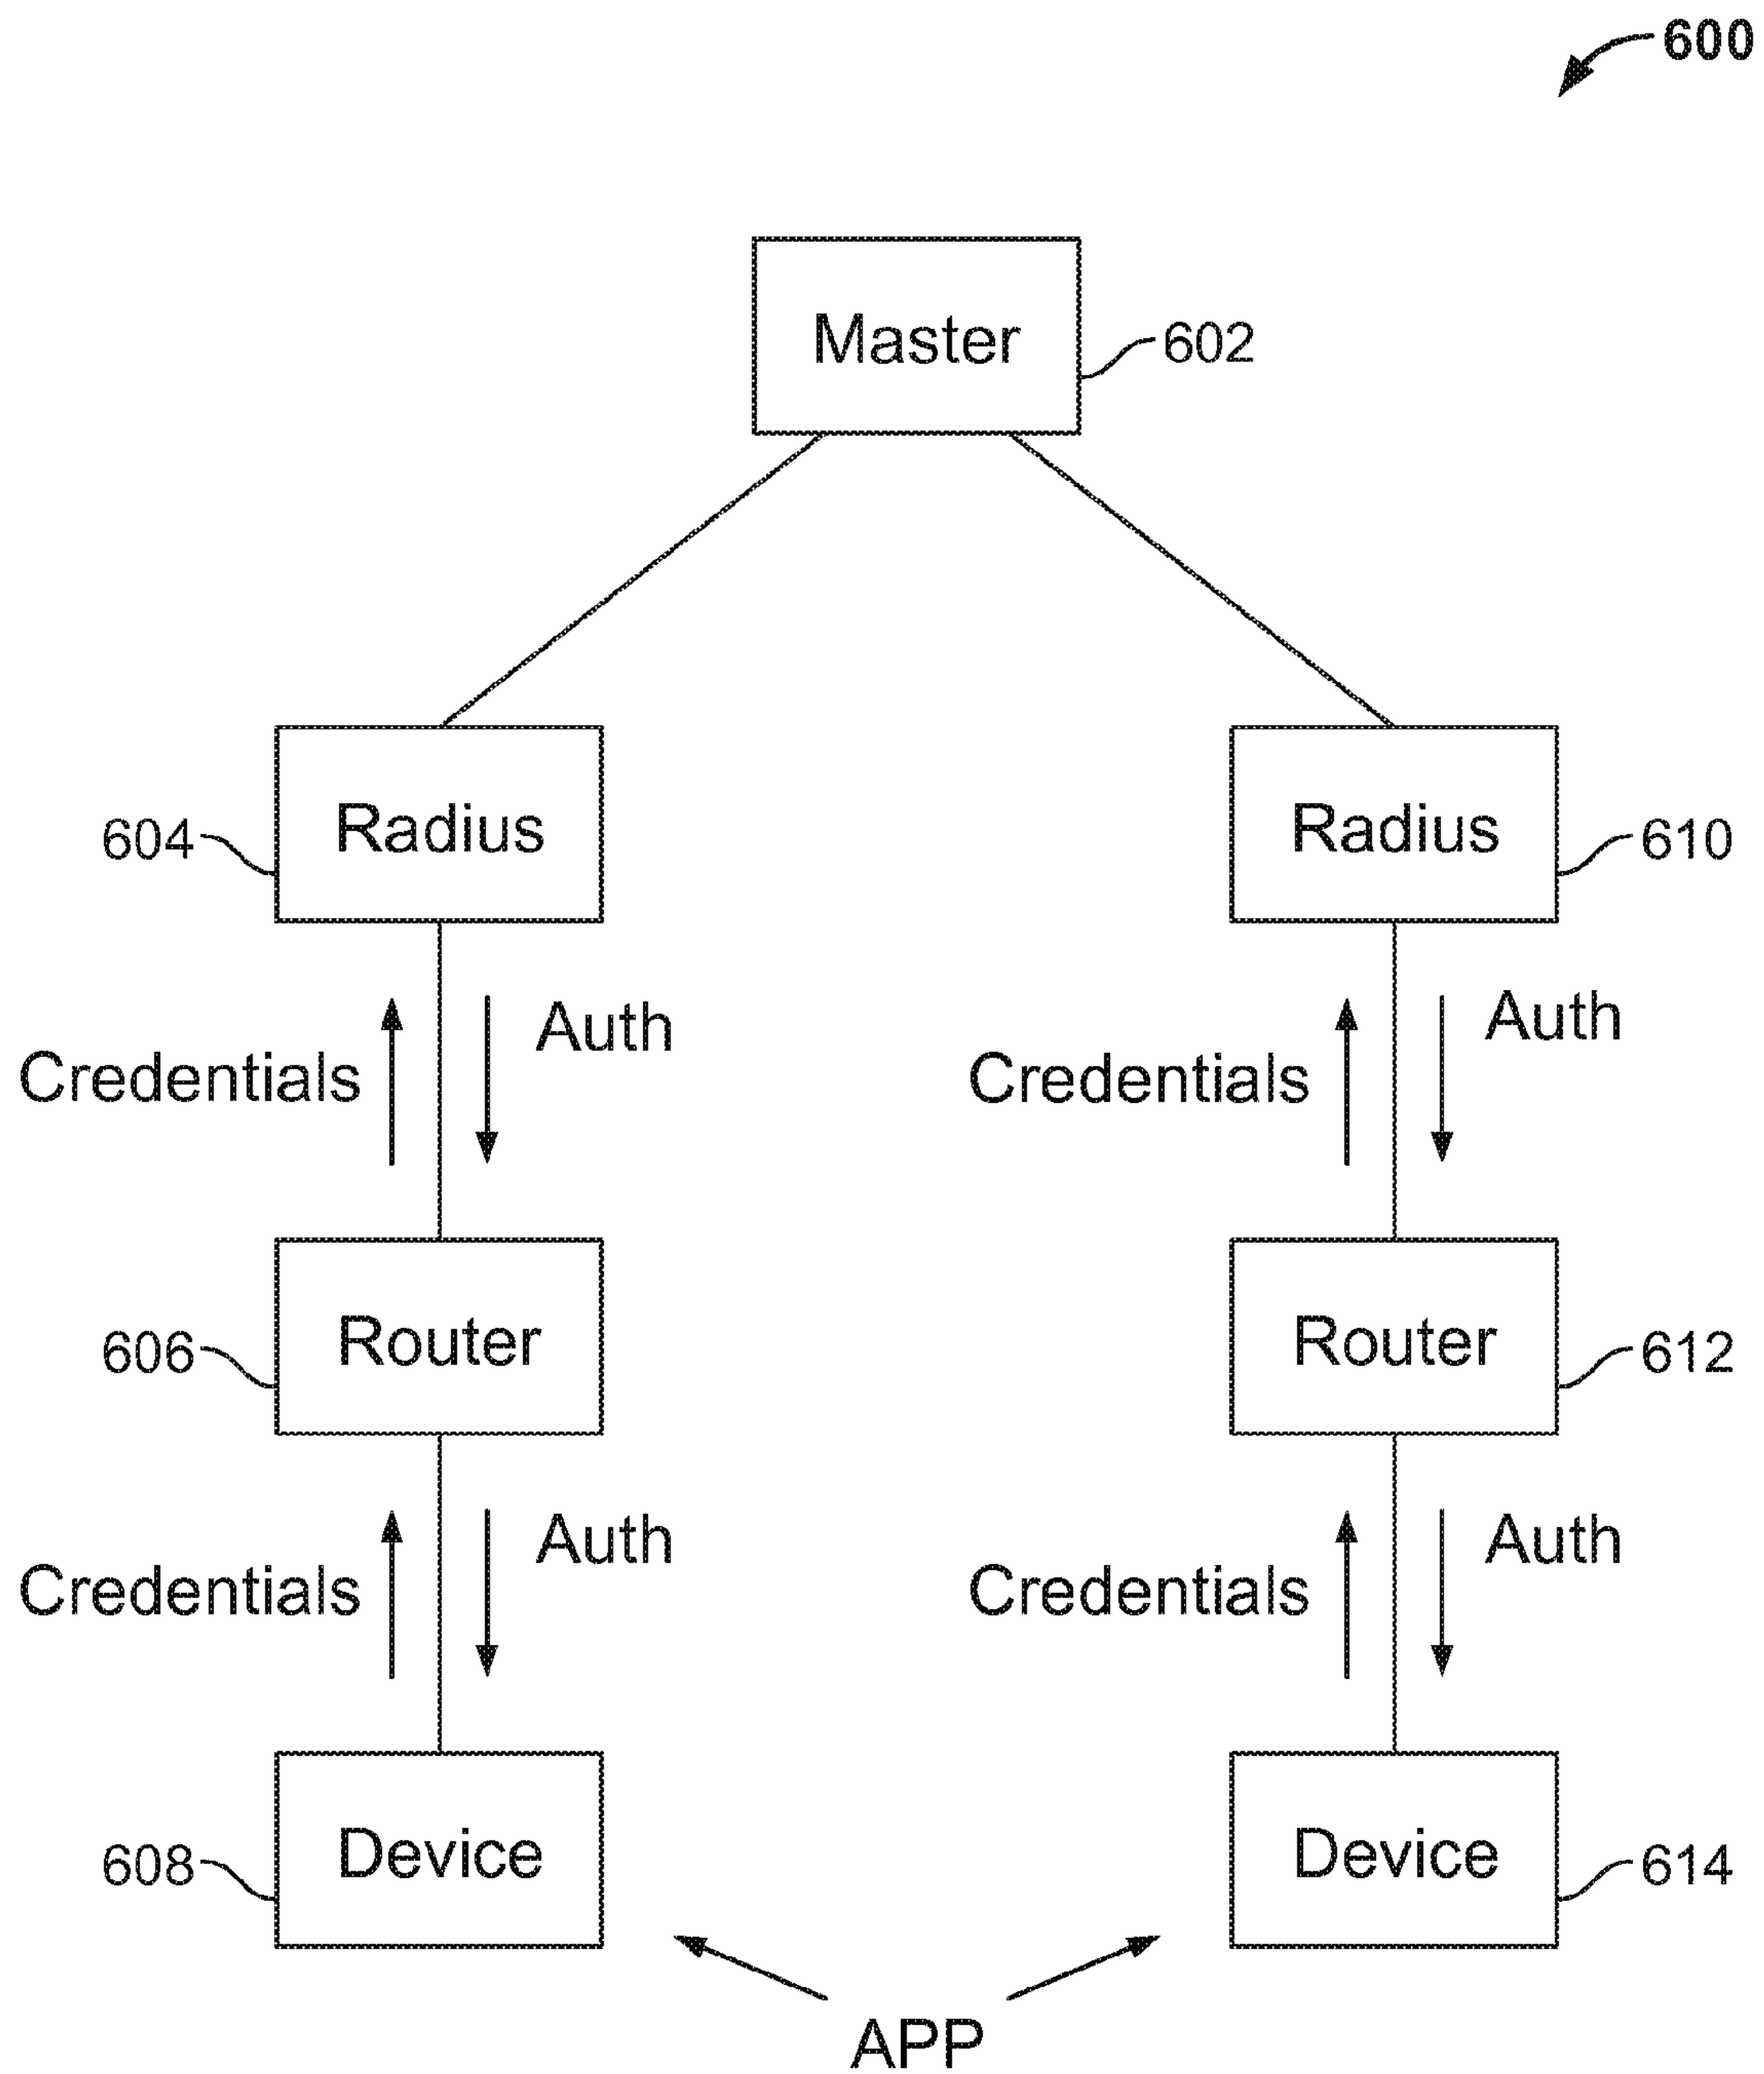 600
Master
602
Radius
Radius
604
610
Auth
Auth
Credentials
Credentials
Router
Router
606
612
Auth
Auth
Credentials
Credentials
Device
Device
608
614
APP